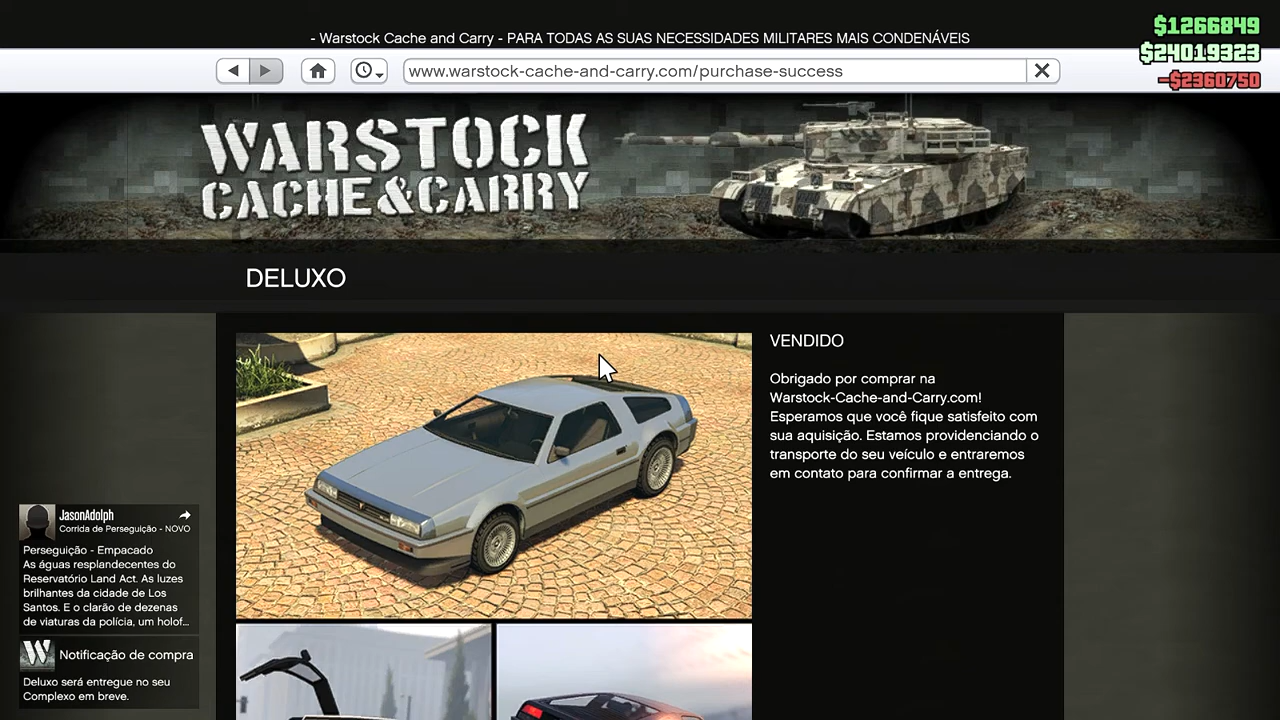 - Warstock Cache and Carry - PARA TODAS AS SUAS NECESSIDADES MILITARES MAIS CONDENÁVEIS
$1266849
$24019323
-$2360750
www.warstock-cache-and-carry.com/purchase-success
WARSTOCK
CACHE&CARRY
DELUXO
VENDIDO
Obrigado por comprar na
Warstock-Cache-and-Carry.com!
Esperamos que você fique satisfeito com
sua aquisição. Estamos providenciando o
transporte do seu veículo e entraremos
em contato para confirmar a entrega.
JasonAdolph
Corrida de Perseguição - NOVO
Perseguição - Empacado
As águas resplandecentes do
Reservatório Land Act. As luzes
brilhantes da cidade de Los
Santos. E o clarão de dezenas
de viaturas da polícia, um holof...
W
Notificação de compra
Deluxo será entregue no seu
Complexo em breve.